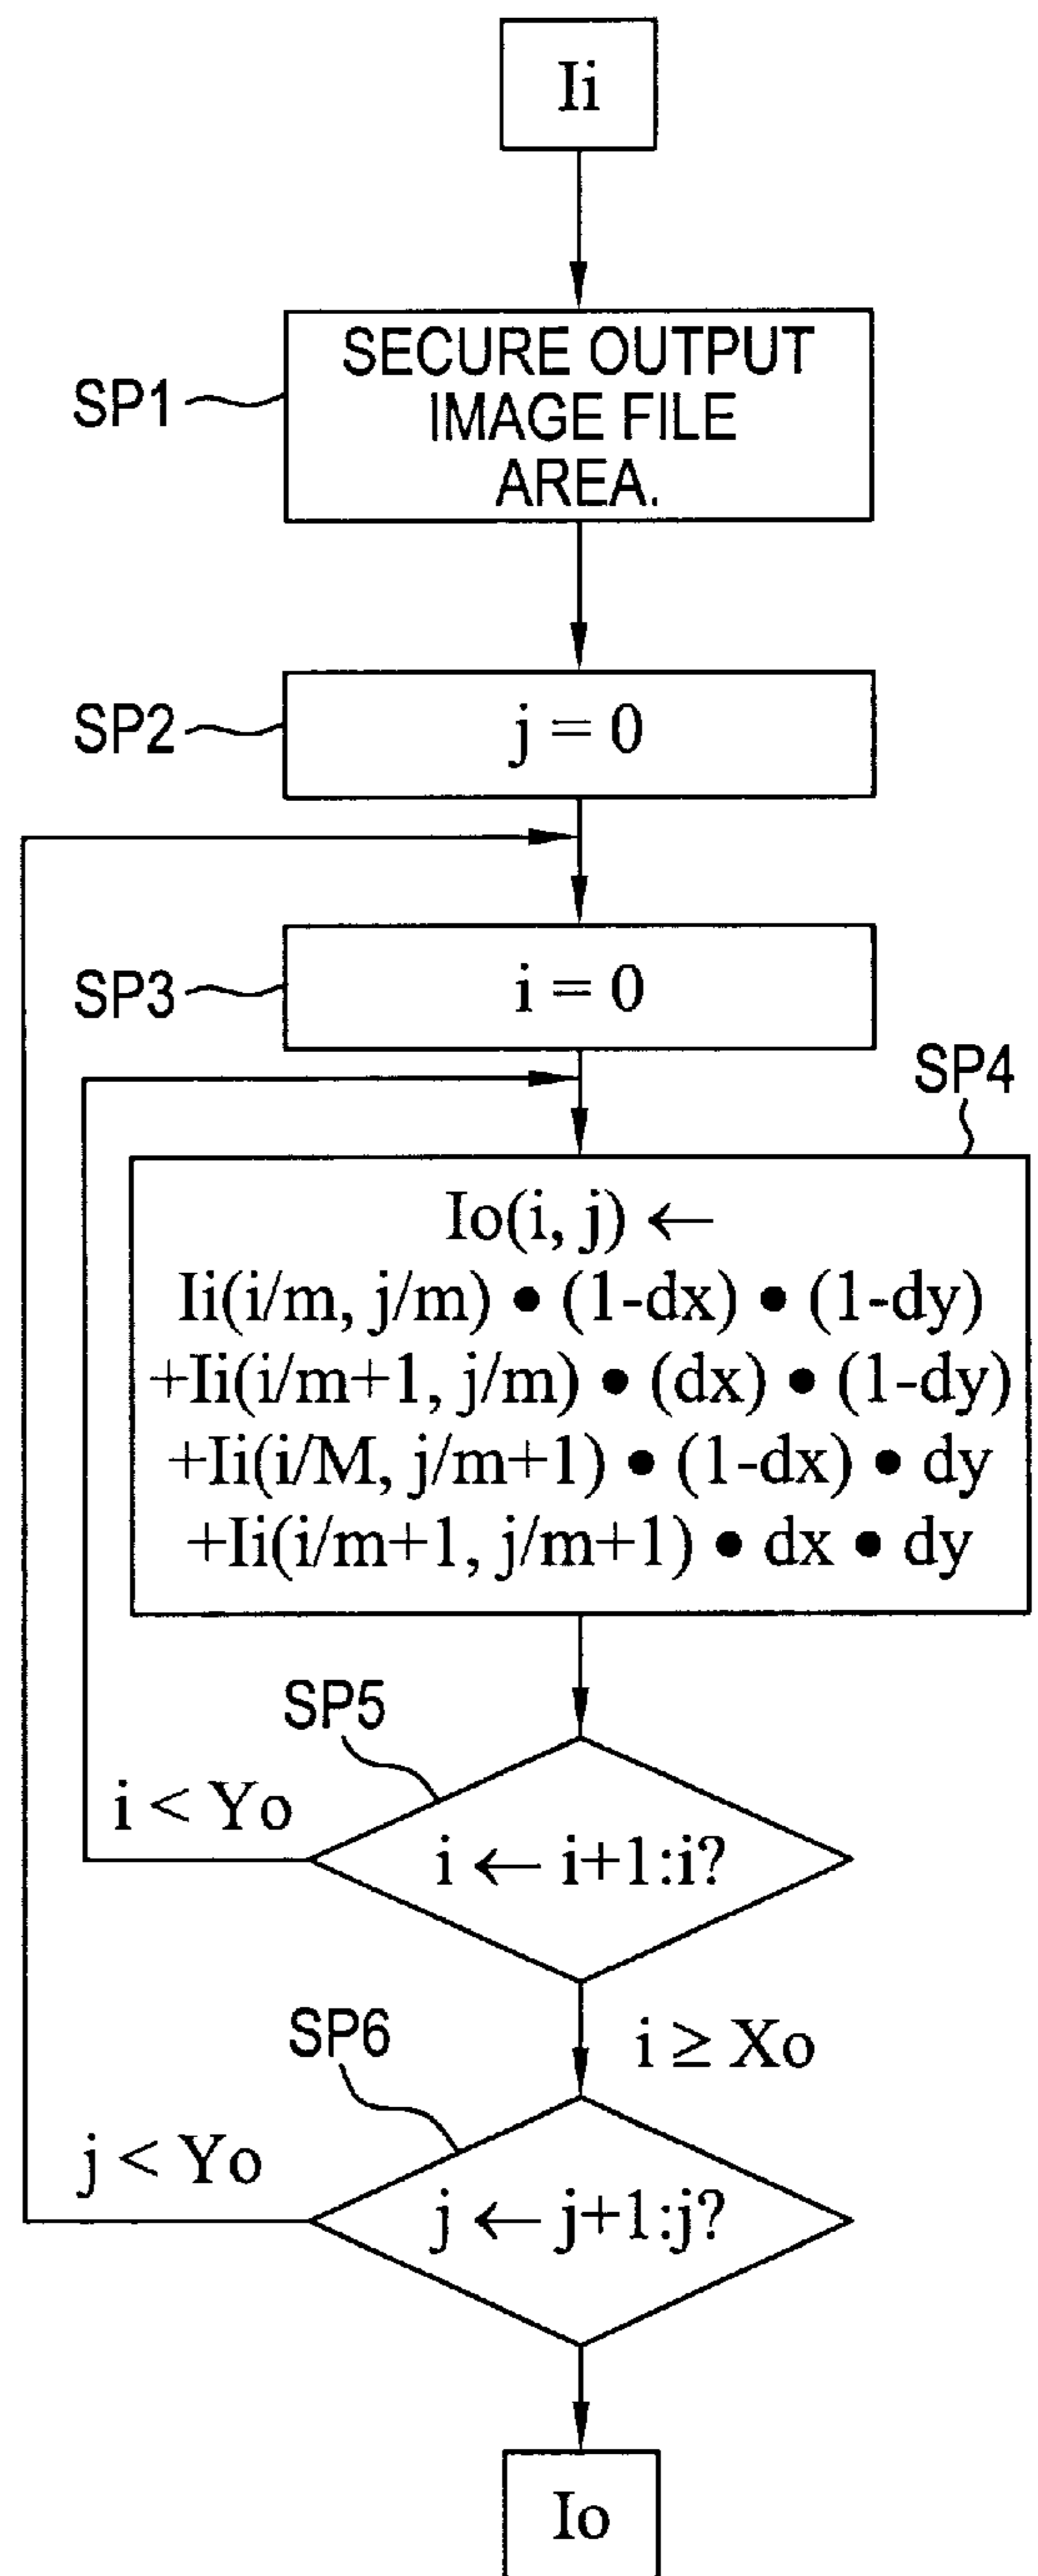 Ii
SP1
SECURE OUTPUT
IMAGE FILE
AREA.
SP2
j = 0
SP3
i = 0
SP4
Io(i, j) ←
Ii(i/m, j/m) • (1-dx) • (1-dy)
+Ii(i/m+1, j/m) • (dx) • (1-dy)
+Ii(i/M, j/m+1) • (1-dx) • dy
+Ii(i/m+1, j/m+1) • dx • dy
SP5
i < Yo
i ← i+1:i?
SP6
i ≥ Xo
j < Yo
j ← j+1:j?
Io